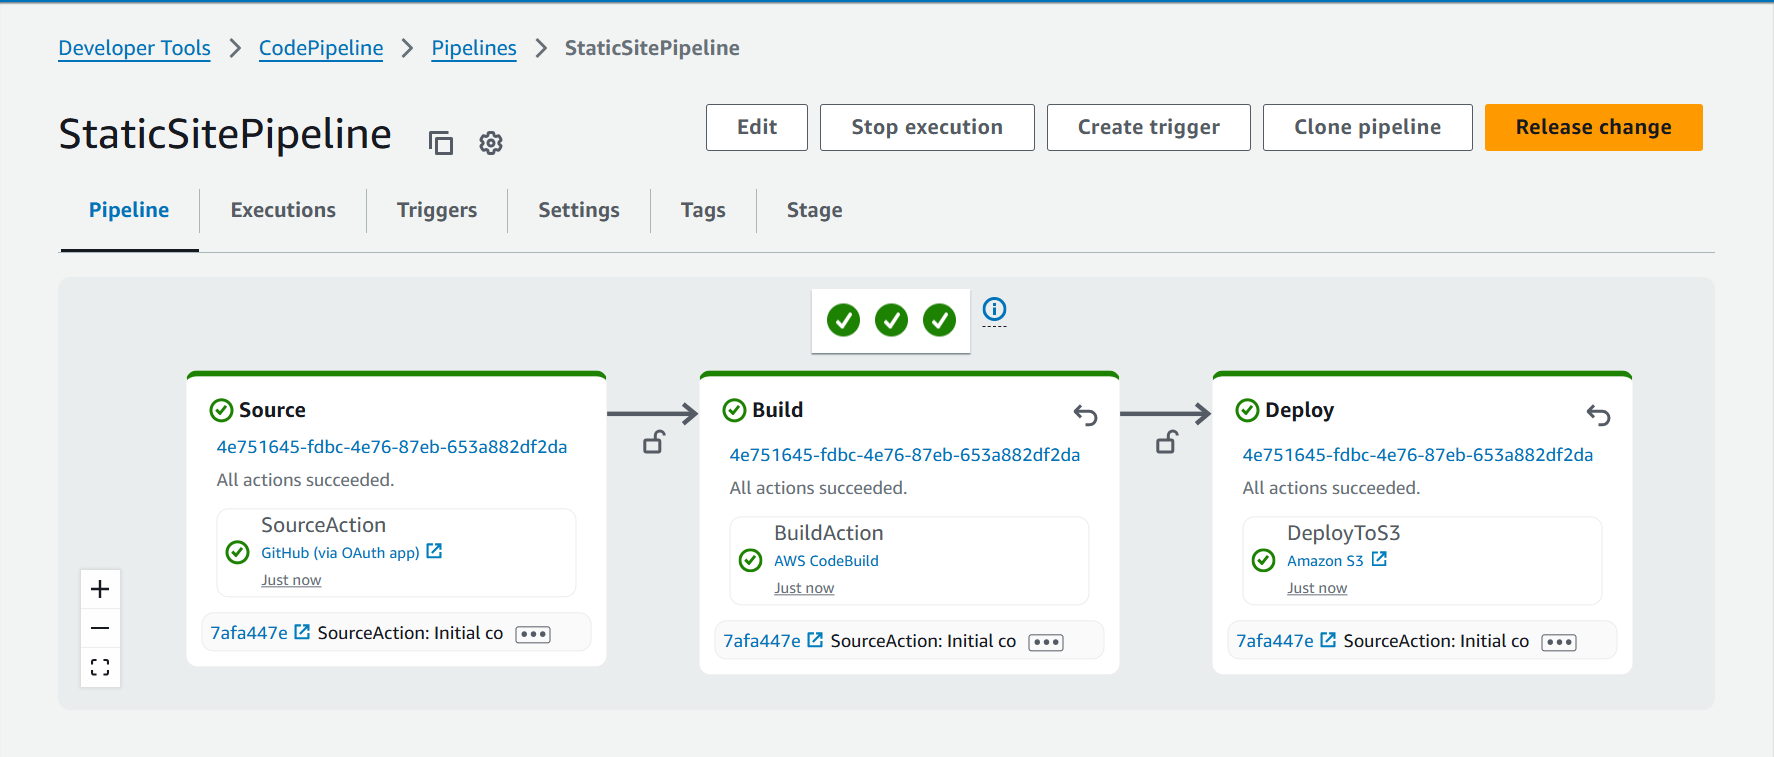 Developer Tools > CodePipeline > Pipelines > StaticSitePipeline
StaticSitePipeline
Edit
Stop execution
Create trigger
Clone pipeline
Release change
Pipeline
Executions
Triggers
Settings
Tags
Stage
Source
4e751645-fdbc-4e76-87eb-653a882df2da
All actions succeeded.
SourceAction
GitHub (via OAuth app)
Just now
7afa447e SourceAction: Initial co
Build
4e751645-fdbc-4e76-87eb-653a882df2da
All actions succeeded.
BuildAction
AWS CodeBuild
Just now
7afa447e SourceAction: Initial co
Deploy
4e751645-fdbc-4e76-87eb-653a882df2da
All actions succeeded.
DeployToS3
Amazon S3
Just now
7afa447e SourceAction: Initial co